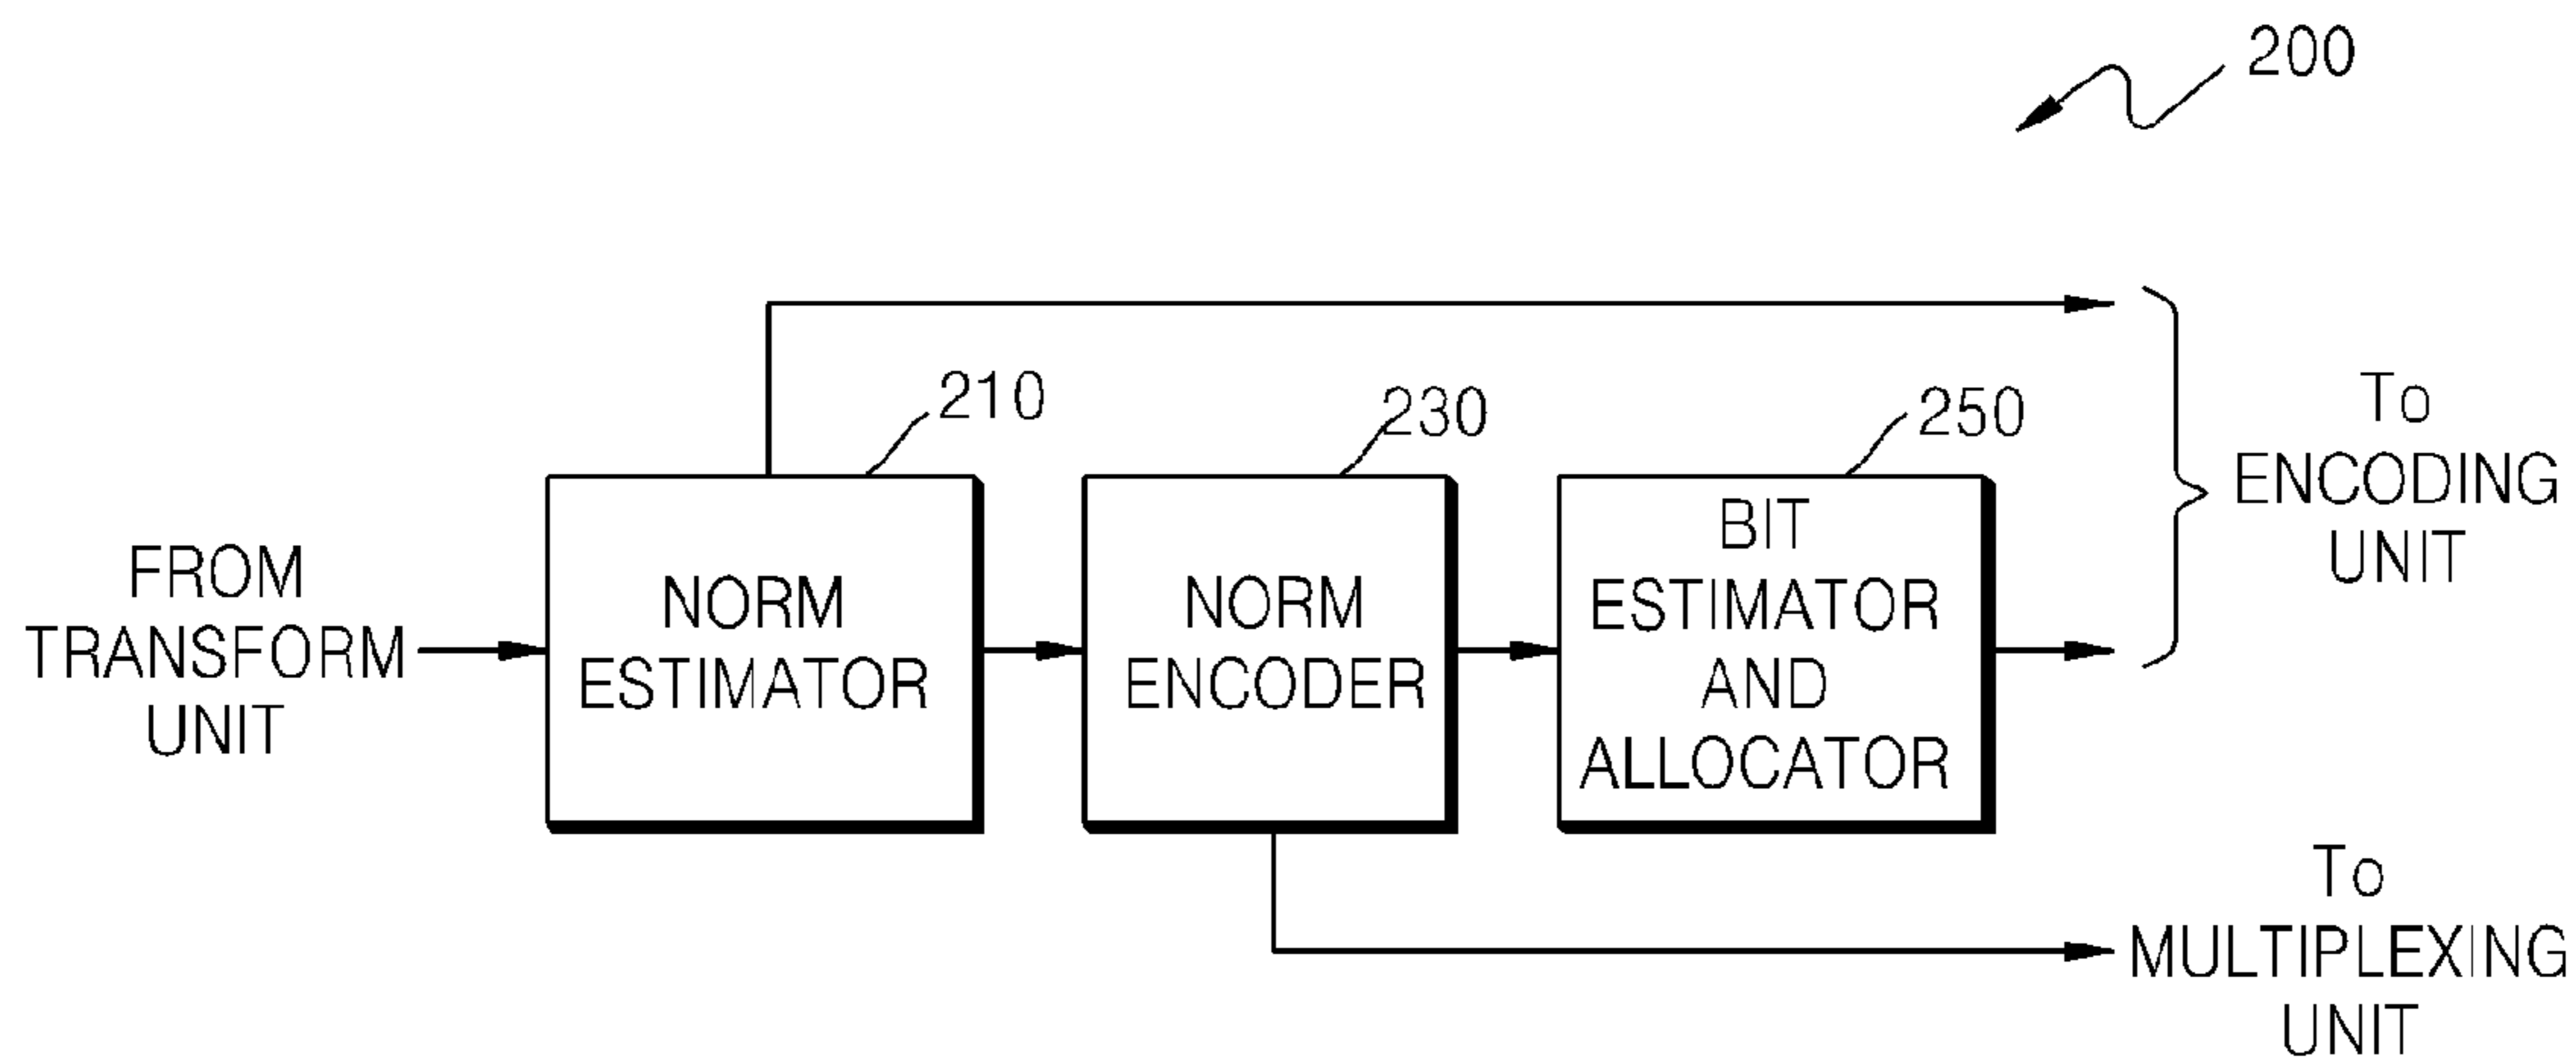 200
210
230
250
To
ENCODING
UNIT
FROM
TRANSFORM
UNIT
NORM
ESTIMATOR
NORM
ENCODER
BIT
ESTIMATOR
AND
ALLOCATOR
To
MULTIPLEXING
UNIT